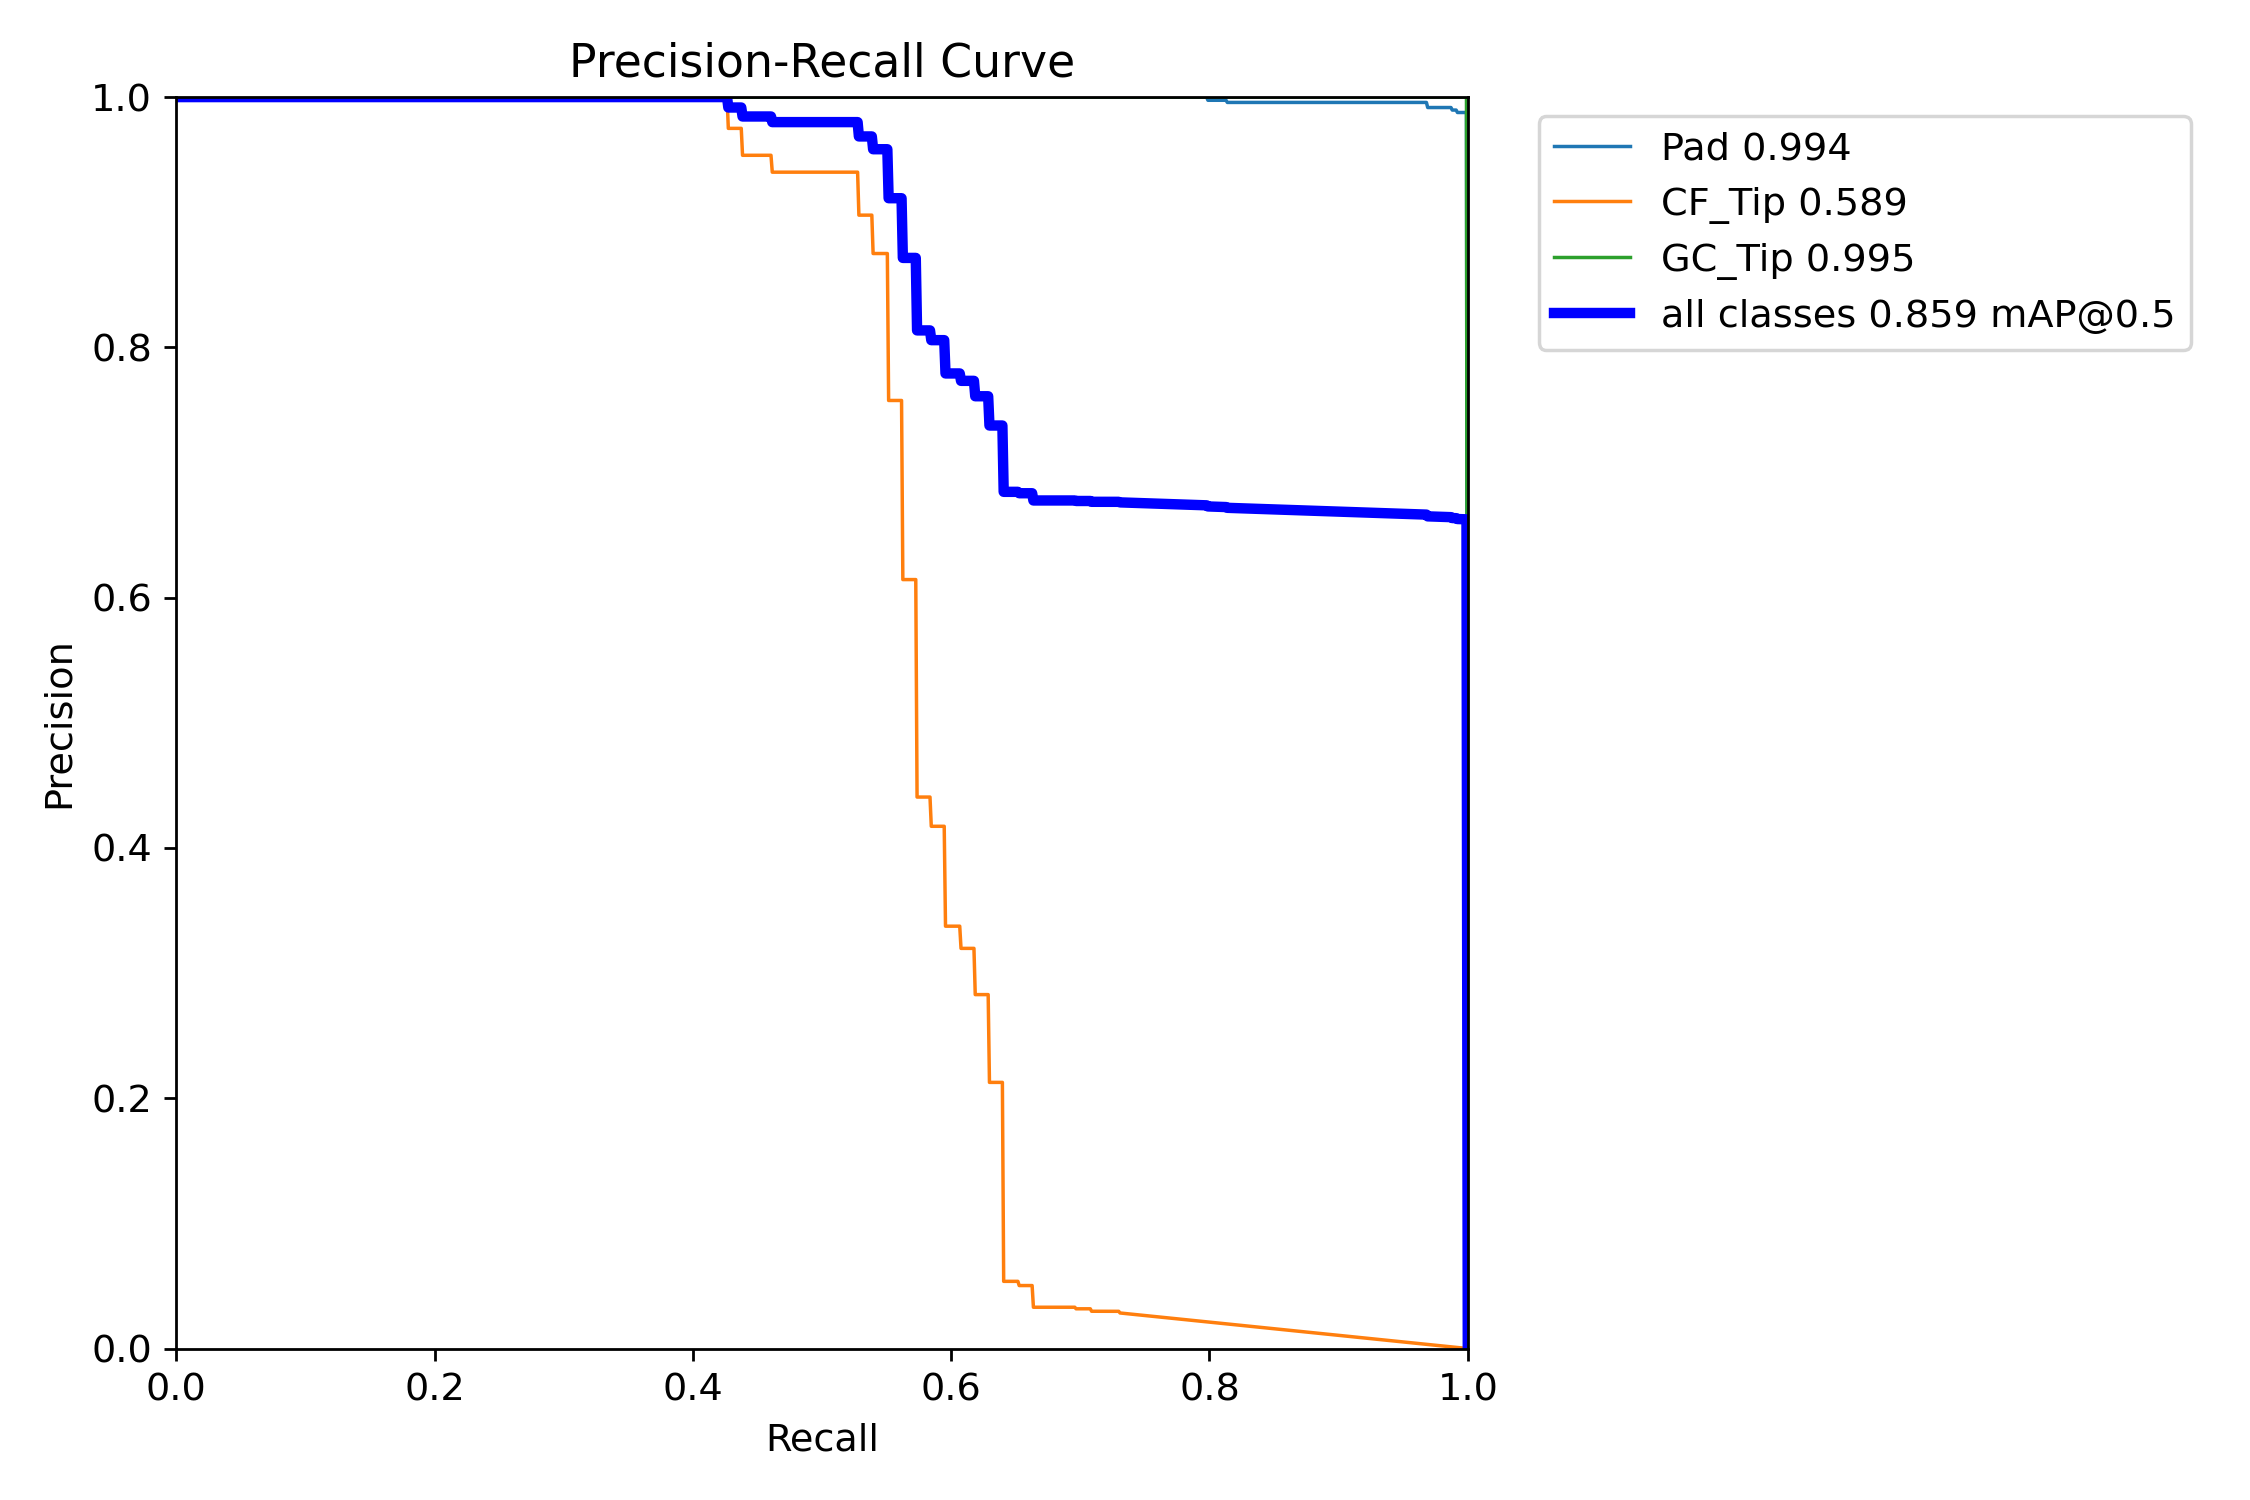 Precision-Recall Curve
1.0
0.8
0.6
0.4
0.2
0.0
Precision
0.0 0.2 0.4 0.6 0.8 1.0
Recall
Pad 0.994
CF_Tip 0.589
GC_Tip 0.995
all classes 0.859 mAP@0.5